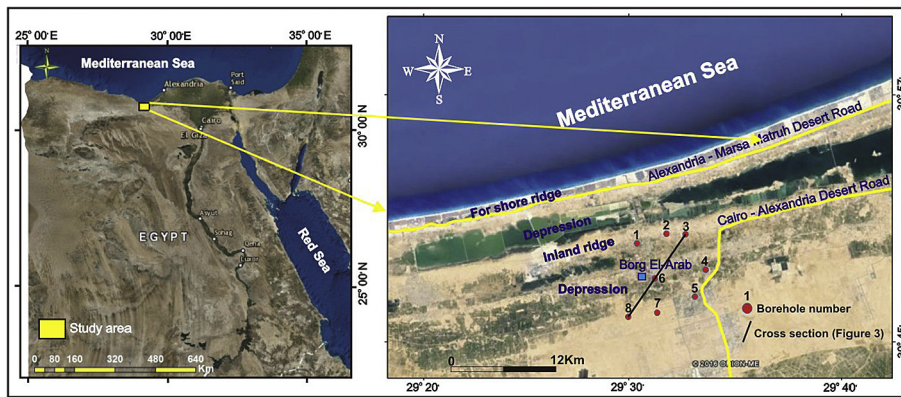 25° 00'E
30° 00'E
35° 00'E
N
Mediterranean Sea
Alexandria
Port
Said
Cairo
El Giza
30° 00'N
Asyut
Sohag
Qena
Luxor
EGYPT
Red Sea
25° 00'N
Study area
0 80 160 320 480 640
Km
N
W E
S
Mediterranean Sea
Alexandria - Marsa Matruh Desert Road
For shore ridge
Cairo - Alexandria Desert Road
Depression
Inland ridge
1
2
3
4
Borg El-Arab
6
Depression
5
7
8
1
Borehole number
Cross section (Figure 3)
0 12Km
29° 20
29° 30
29° 40